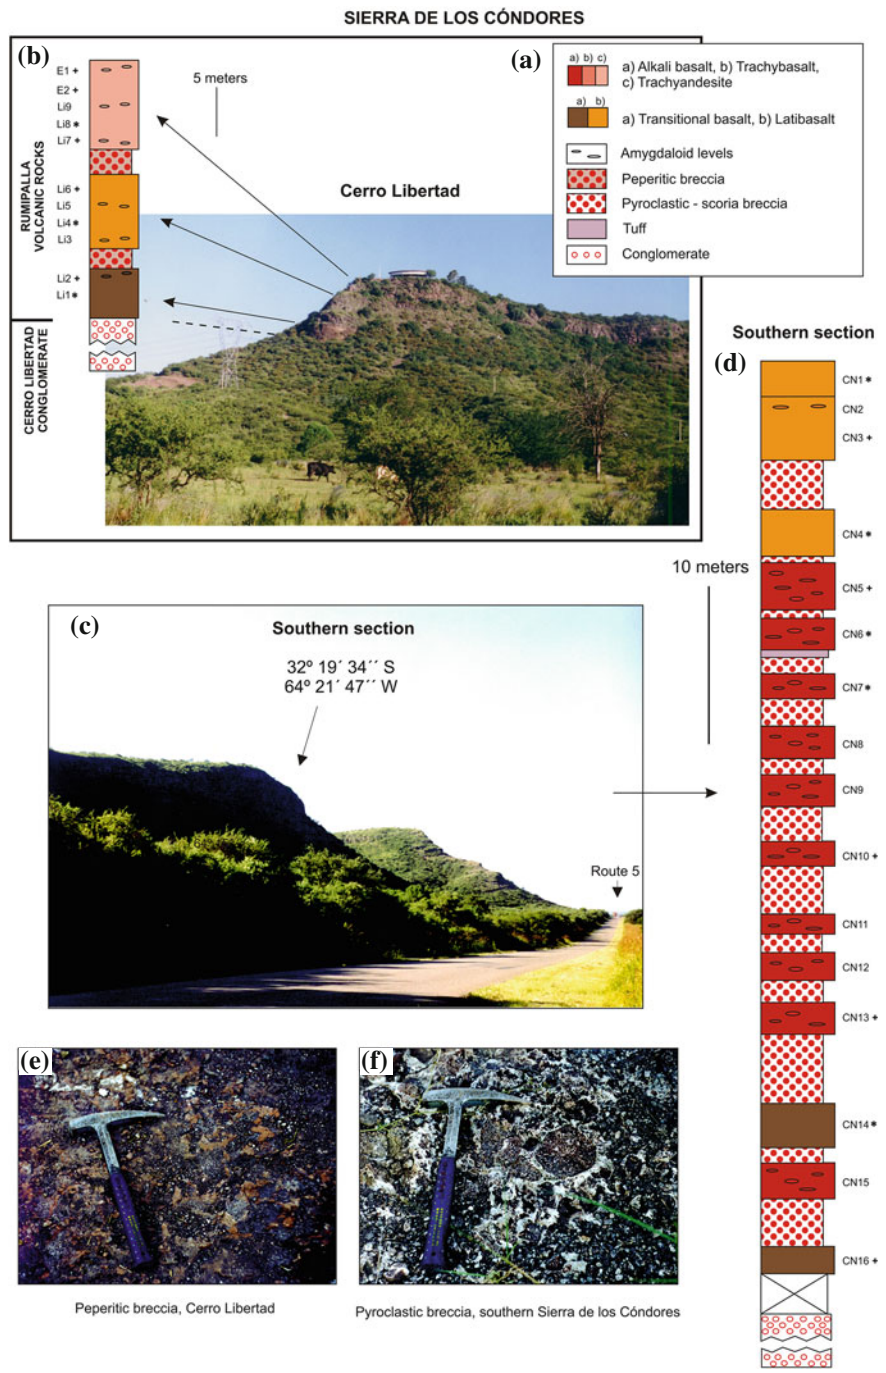 SIERRA DE LOS CÓNDORES
(b)
E1 +
E2 +
Li9
Li8 *
Li7 +
Li6 +
Li5
Li4 *
Li3
Li2 +
Li1 *
RUMIPALLA
VOLCANIC ROCKS
CERRO LIBERTAD
CONGLOMERATE
5 meters
Cerro Libertad
(a)
a) b) c)
a) Alkali basalt, b) Trachybasalt,
c) Trachyandesite
a) b)
a) Transitional basalt, b) Latibasalt
Amygdaloid levels
Peperitic breccia
Pyroclastic - scoria breccia
Tuff
Conglomerate
Southern section
(d)
CN1 *
CN2
CN3 +
CN4 *
CN5 +
CN6 *
CN7 *
CN8
CN9
CN10 +
CN11
CN12
CN13 +
CN14 *
CN15
CN16 +
10 meters
(c)
Southern section
32º 19´ 34´´ S
64º 21´ 47´´ W
Route 5
(e)
Peperitic breccia, Cerro Libertad
(f)
Pyroclastic breccia, southern Sierra de los Cóndores